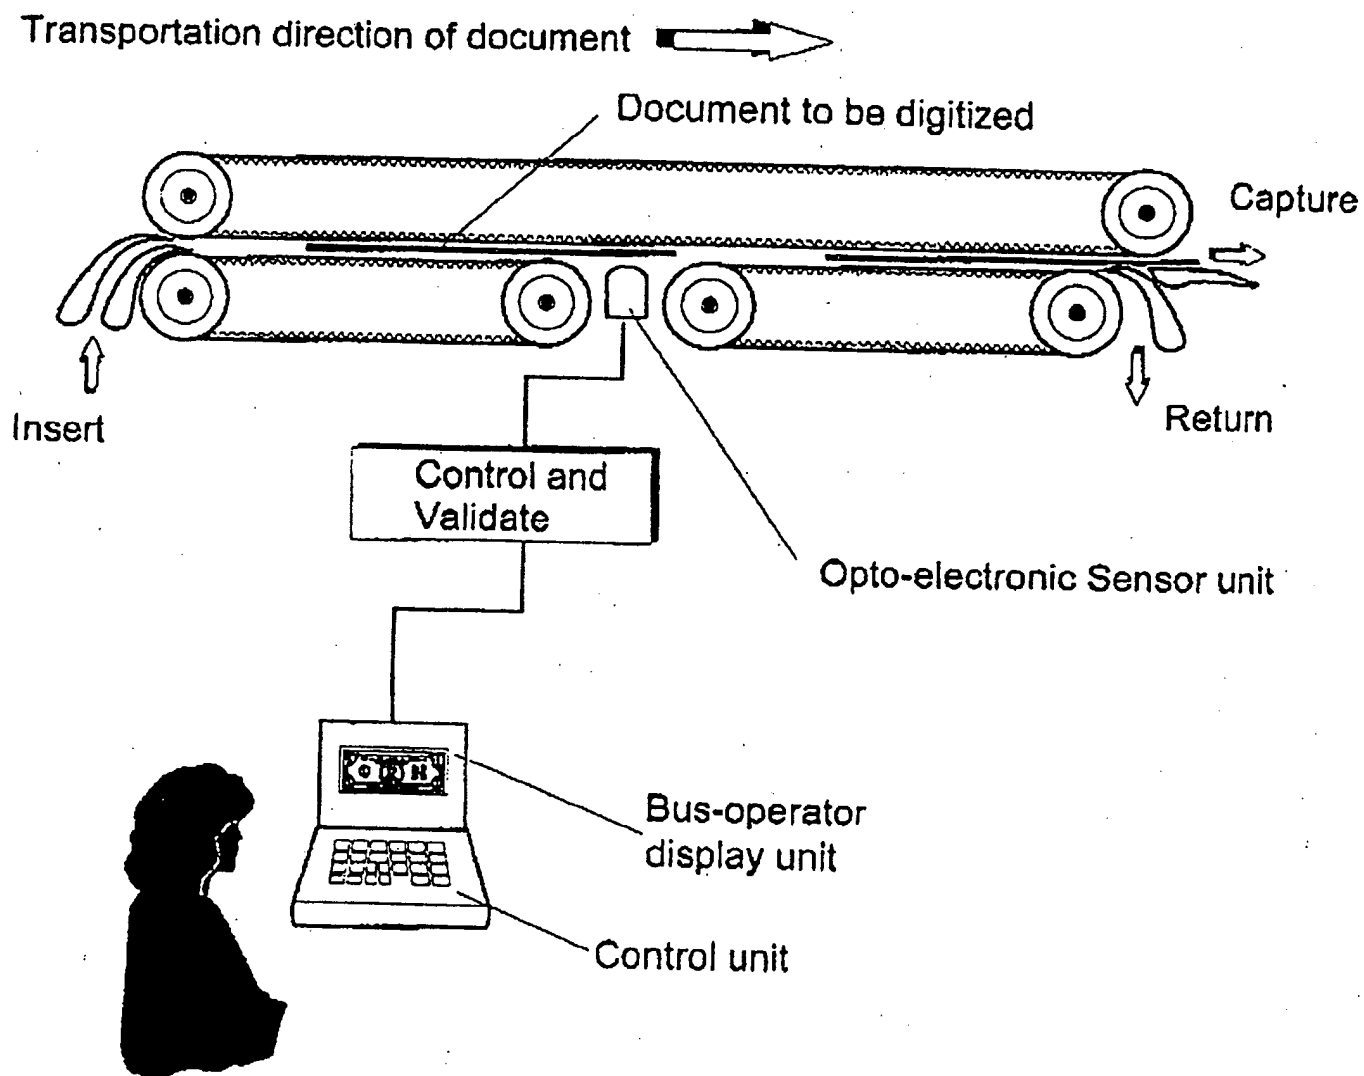 Transportation direction of document
Document to be digitized
Capture
Insert
Return
Control and
Validate
Opto-electronic Sensor unit
Bus-operator
display unit
Control unit